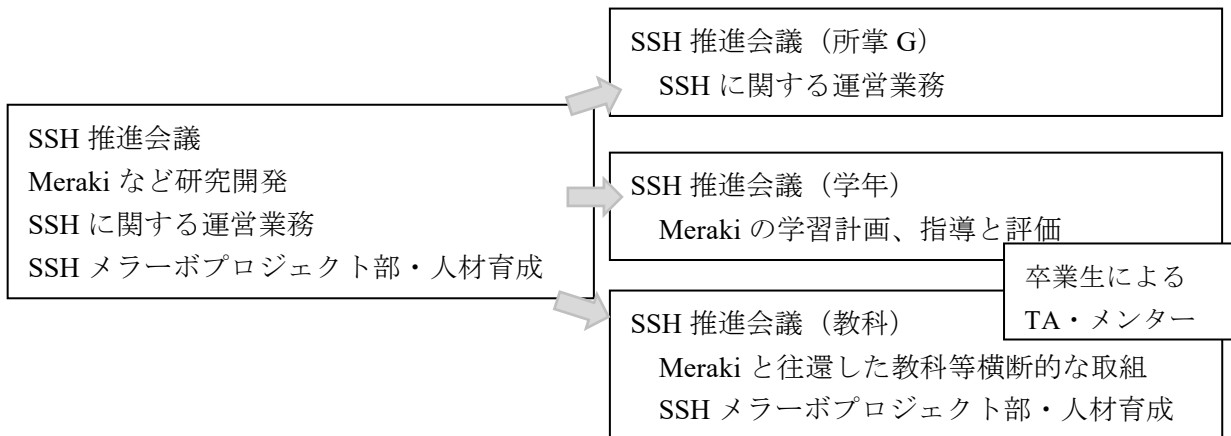 SSH 推進会議
Meraki など研究開発
SSH に関する運営業務
SSH メラーボプロジェクト部・人材育成
SSH 推進会議（所掌 G）
SSH に関する運営業務
SSH 推進会議（学年）
Meraki の学習計画、指導と評価
卒業生による
TA・メンター
SSH 推進会議（教科）
Meraki と往還した教科等横断的な取組
SSH メラーボプロジェクト部・人材育成